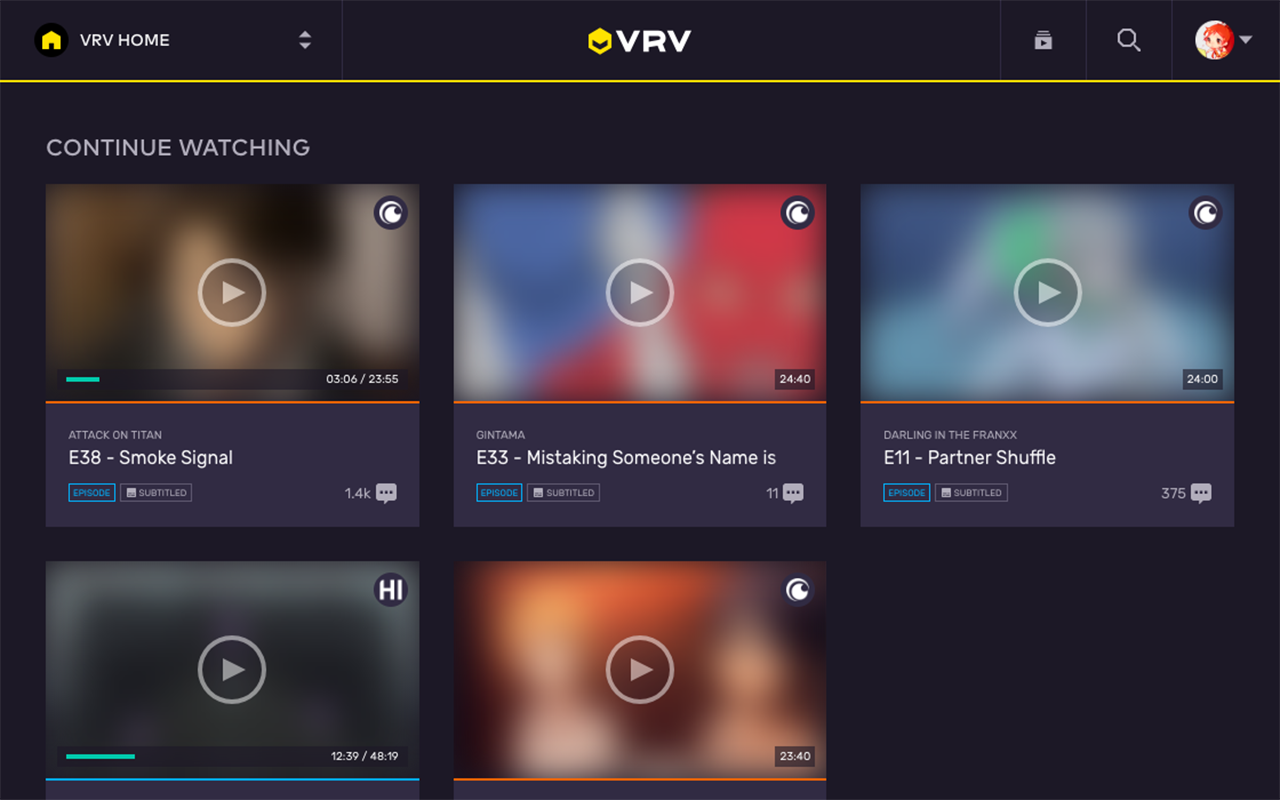 VRV HOME
VRV
CONTINUE WATCHING
03:06 / 23:55
24:40
24:00
ATTACK ON TITAN
E38 - Smoke Signal
EPISODE
SUBTITLED
1.4k
GINTAMA
E33 - Mistaking Someone’s Name is
EPISODE
SUBTITLED
11
DARLING IN THE FRANXX
E11 - Partner Shuffle
EPISODE
SUBTITLED
375
HI
12:39 / 48:19
23:40